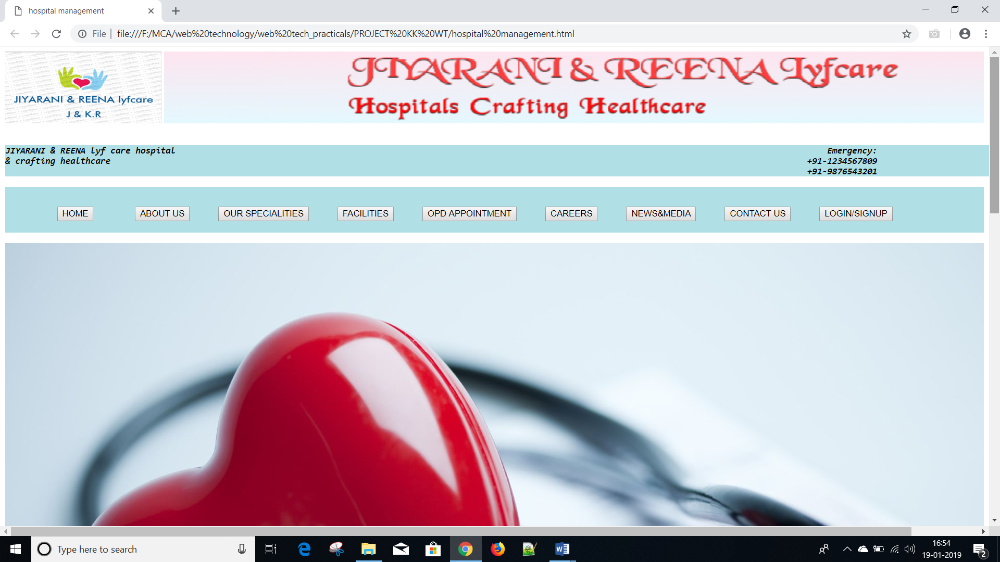 hospital management
File
file:///F:/MCA/web%20technology/web%20tech_practicals/PROJECT%20KK%20WT/hospital%20management.html
JIYARANI & REENA lyfcare
J & K.R
JIYARANI & REENA Lyfcare
Hospitals Crafting Healthcare
JIYARANI & REENA lyf care hospital
& crafting healthcare
Emergency:
+91-1234567809
+91-9876543201
HOME ABOUT US OUR SPECIALITIES FACILITIES OPD APPOINTMENT CAREERS NEWS&MEDIA CONTACT US LOGIN/SIGNUP
Type here to search
16:54
19-01-2019
2